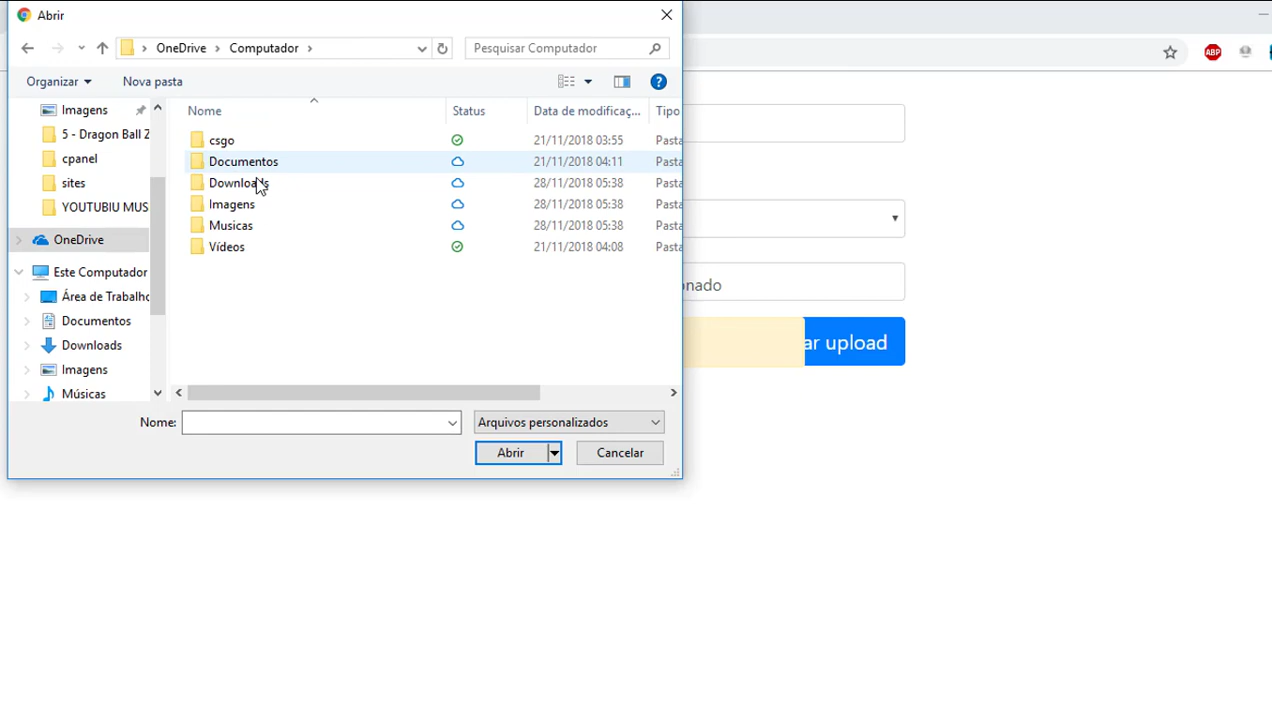 Abrir
OneDrive Computador
Pesquisar Computador
ABP
Organizar
Nova pasta
?
Nome Status Data de modificaç... Tipo
Imagens
5 - Dragon Ball Z
cpanel
sites
YOUTUBIU MUS
OneDrive
Este Computador
Área de Trabalho
Documentos
Downloads
Imagens
Músicas
csgo 21/11/2018 03:55 Pasta
Documentos 21/11/2018 04:11 Pasta
Downloads 28/11/2018 05:38 Pasta
Imagens 28/11/2018 05:38 Pasta
Musicas 28/11/2018 05:38 Pasta
Vídeos 21/11/2018 04:08 Pasta
Nome:
Arquivos personalizados
Abrir
Cancelar
onado
ar upload